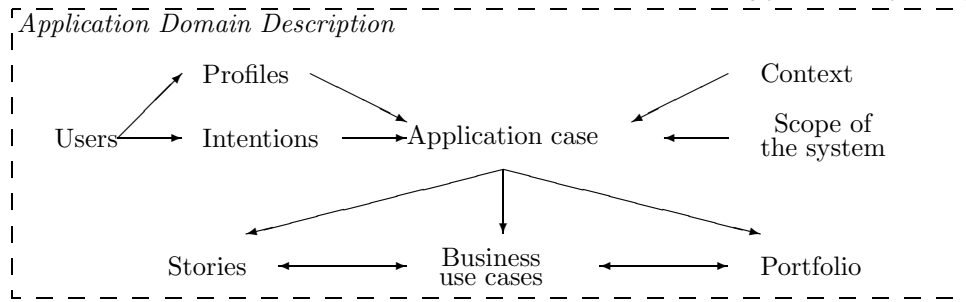 Application Domain Description
Profiles
Context
Users
Intentions
Application case
Scope of
the system
Stories
Business
use cases
Portfolio